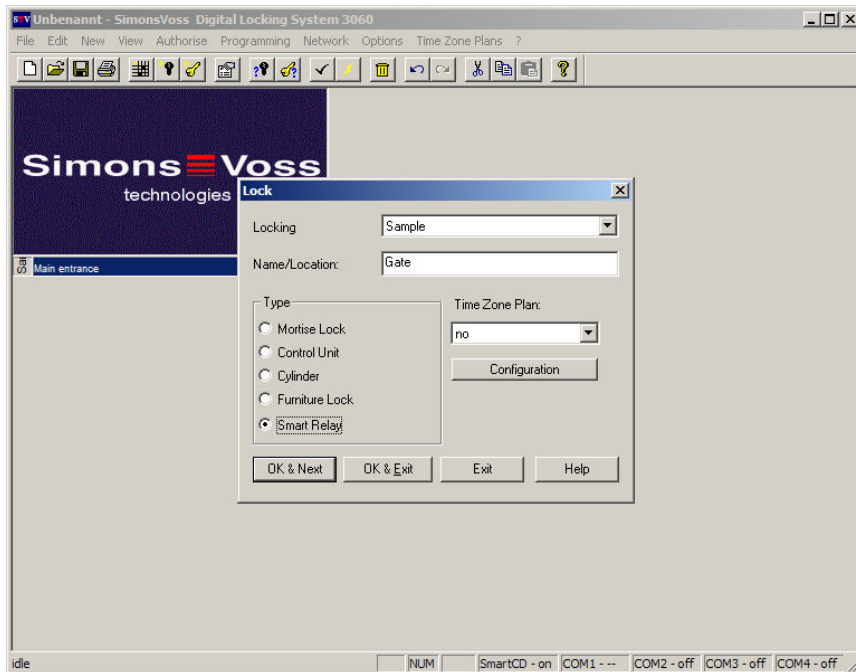 Unbenannt - SimonsVoss Digital Locking System 3060
File Edit New View Authorise Programming Network Options Time Zone Plans ?
Simons Voss
technologies
Lock
Locking
Sample
Name/Location:
Gate
Main entrance
Type
Time Zone Plan:
Mortise Lock
no
Control Unit
Configuration
Cylinder
Furniture Lock
Smart Relay
OK & Next OK & Exit Exit Help
idle NUM SmartCD - on COM1 - -- COM2 - off COM3 - off COM4 - off